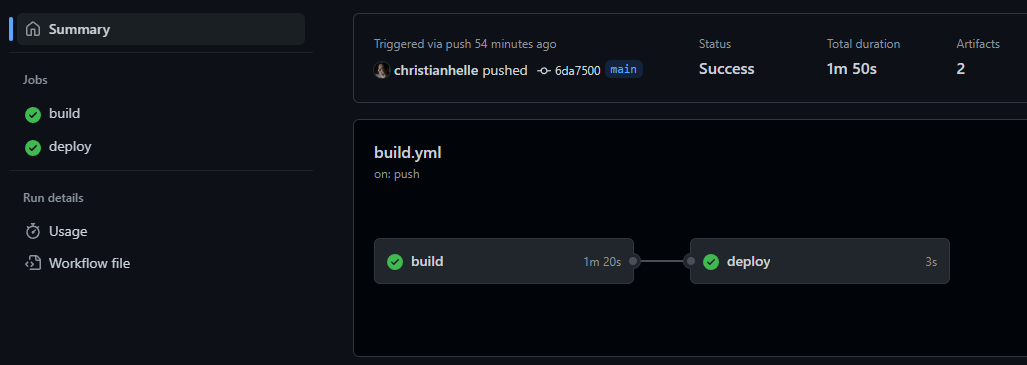 Summary
Jobs
build
deploy
Run details
Usage
Workflow file
Triggered via push 54 minutes ago
christianhelle pushed 6da7500 main
Status
Success
Total duration
1m 50s
Artifacts
2
build.yml
on: push
build 1m 20s
deploy 3s